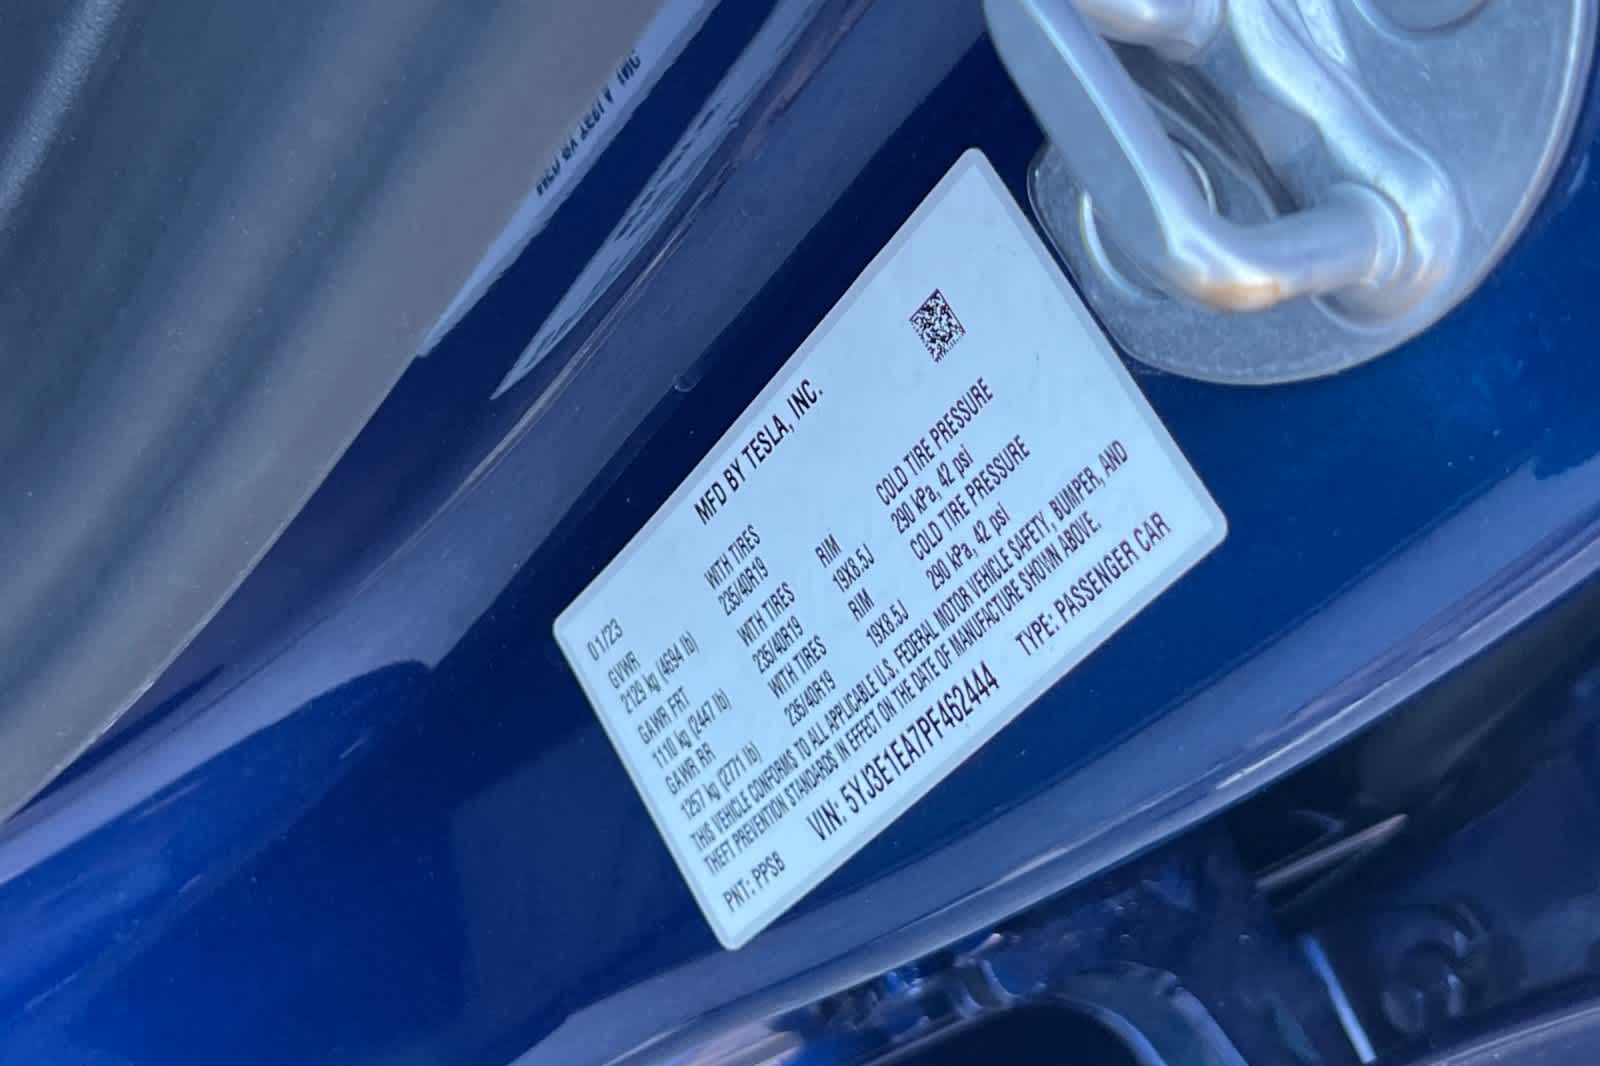 MFD BY TESLA, INC.
01/23
GVWR WITH TIRES RIM COLD TIRE PRESSURE
2129 kg (4694 lb) 235/40R19 19X8.5J 290 kPa, 42 psi
GAWR FRT WITH TIRES RIM COLD TIRE PRESSURE
1110 kg (2447 lb) 235/40R19 19X8.5J 290 kPa, 42 psi
GAWR RR WITH TIRES
1257 kg (2771 lb) 235/40R19
THIS VEHICLE CONFORMS TO ALL APPLICABLE U.S. FEDERAL MOTOR VEHICLE SAFETY, BUMPER, AND
THEFT PREVENTION STANDARDS IN EFFECT ON THE DATE OF MANUFACTURE SHOWN ABOVE.
PNT: PPSB VIN: 5YJ3E1EA7PF462444 TYPE: PASSENGER CAR
MFD BY TESLA, INC.